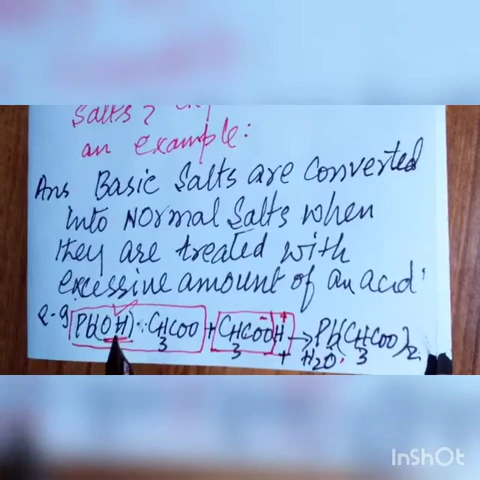 Salts?
an example:
Ans Basic Salts are Converted
into Normal Salts when
they are treated with
excessive amount of an acid.
e-g Pb(OH).CH3COO + CH3COO⁻H⁺ → Pb(CH3COO)2
+ H2O
InShOt